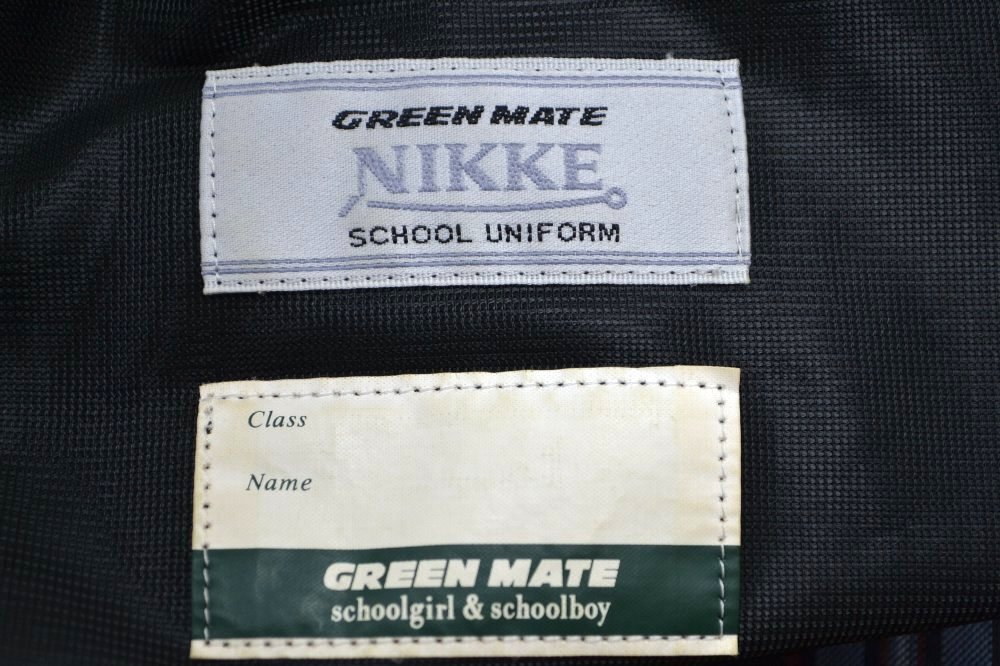 GREEN MATE
NIKKE
SCHOOL UNIFORM
Class
Name
GREEN MATE
schoolgirl & schoolboy